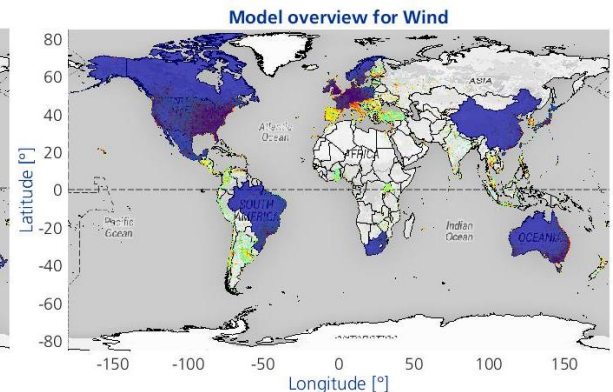 Model overview for Wind
80
60
40
20
0
-20
-40
-60
-80
Latitude [°]
ASIA
Atlantic
Ocean
AFRICA
SOUTH
AMERICA
Pacific
Ocean
Indian
Ocean
OCEANIA
-150 -100 -50 0 50 100 150
Longitude [°]